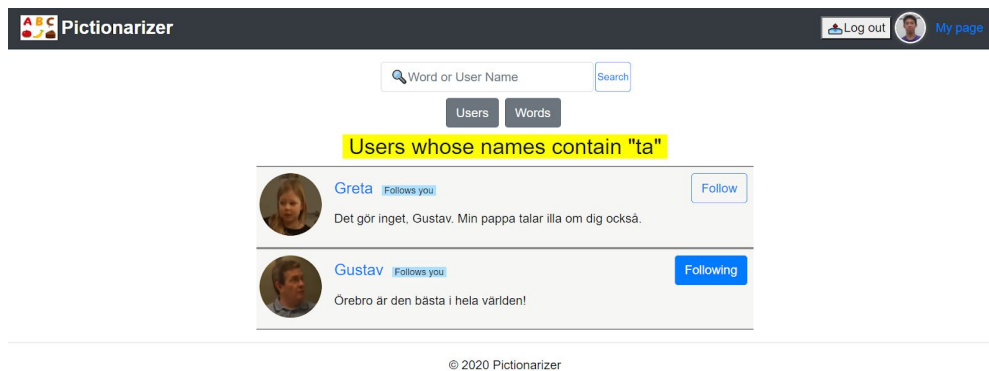 A B C Pictionarizer
Log out My page
Word or User Name Search
Users Words
Users whose names contain "ta"
Greta Follows you Follow
Det gör inget, Gustav. Min pappa talar illa om dig också.
Gustav Follows you Following
Örebro är den bästa i hela världen!
© 2020 Pictionarizer